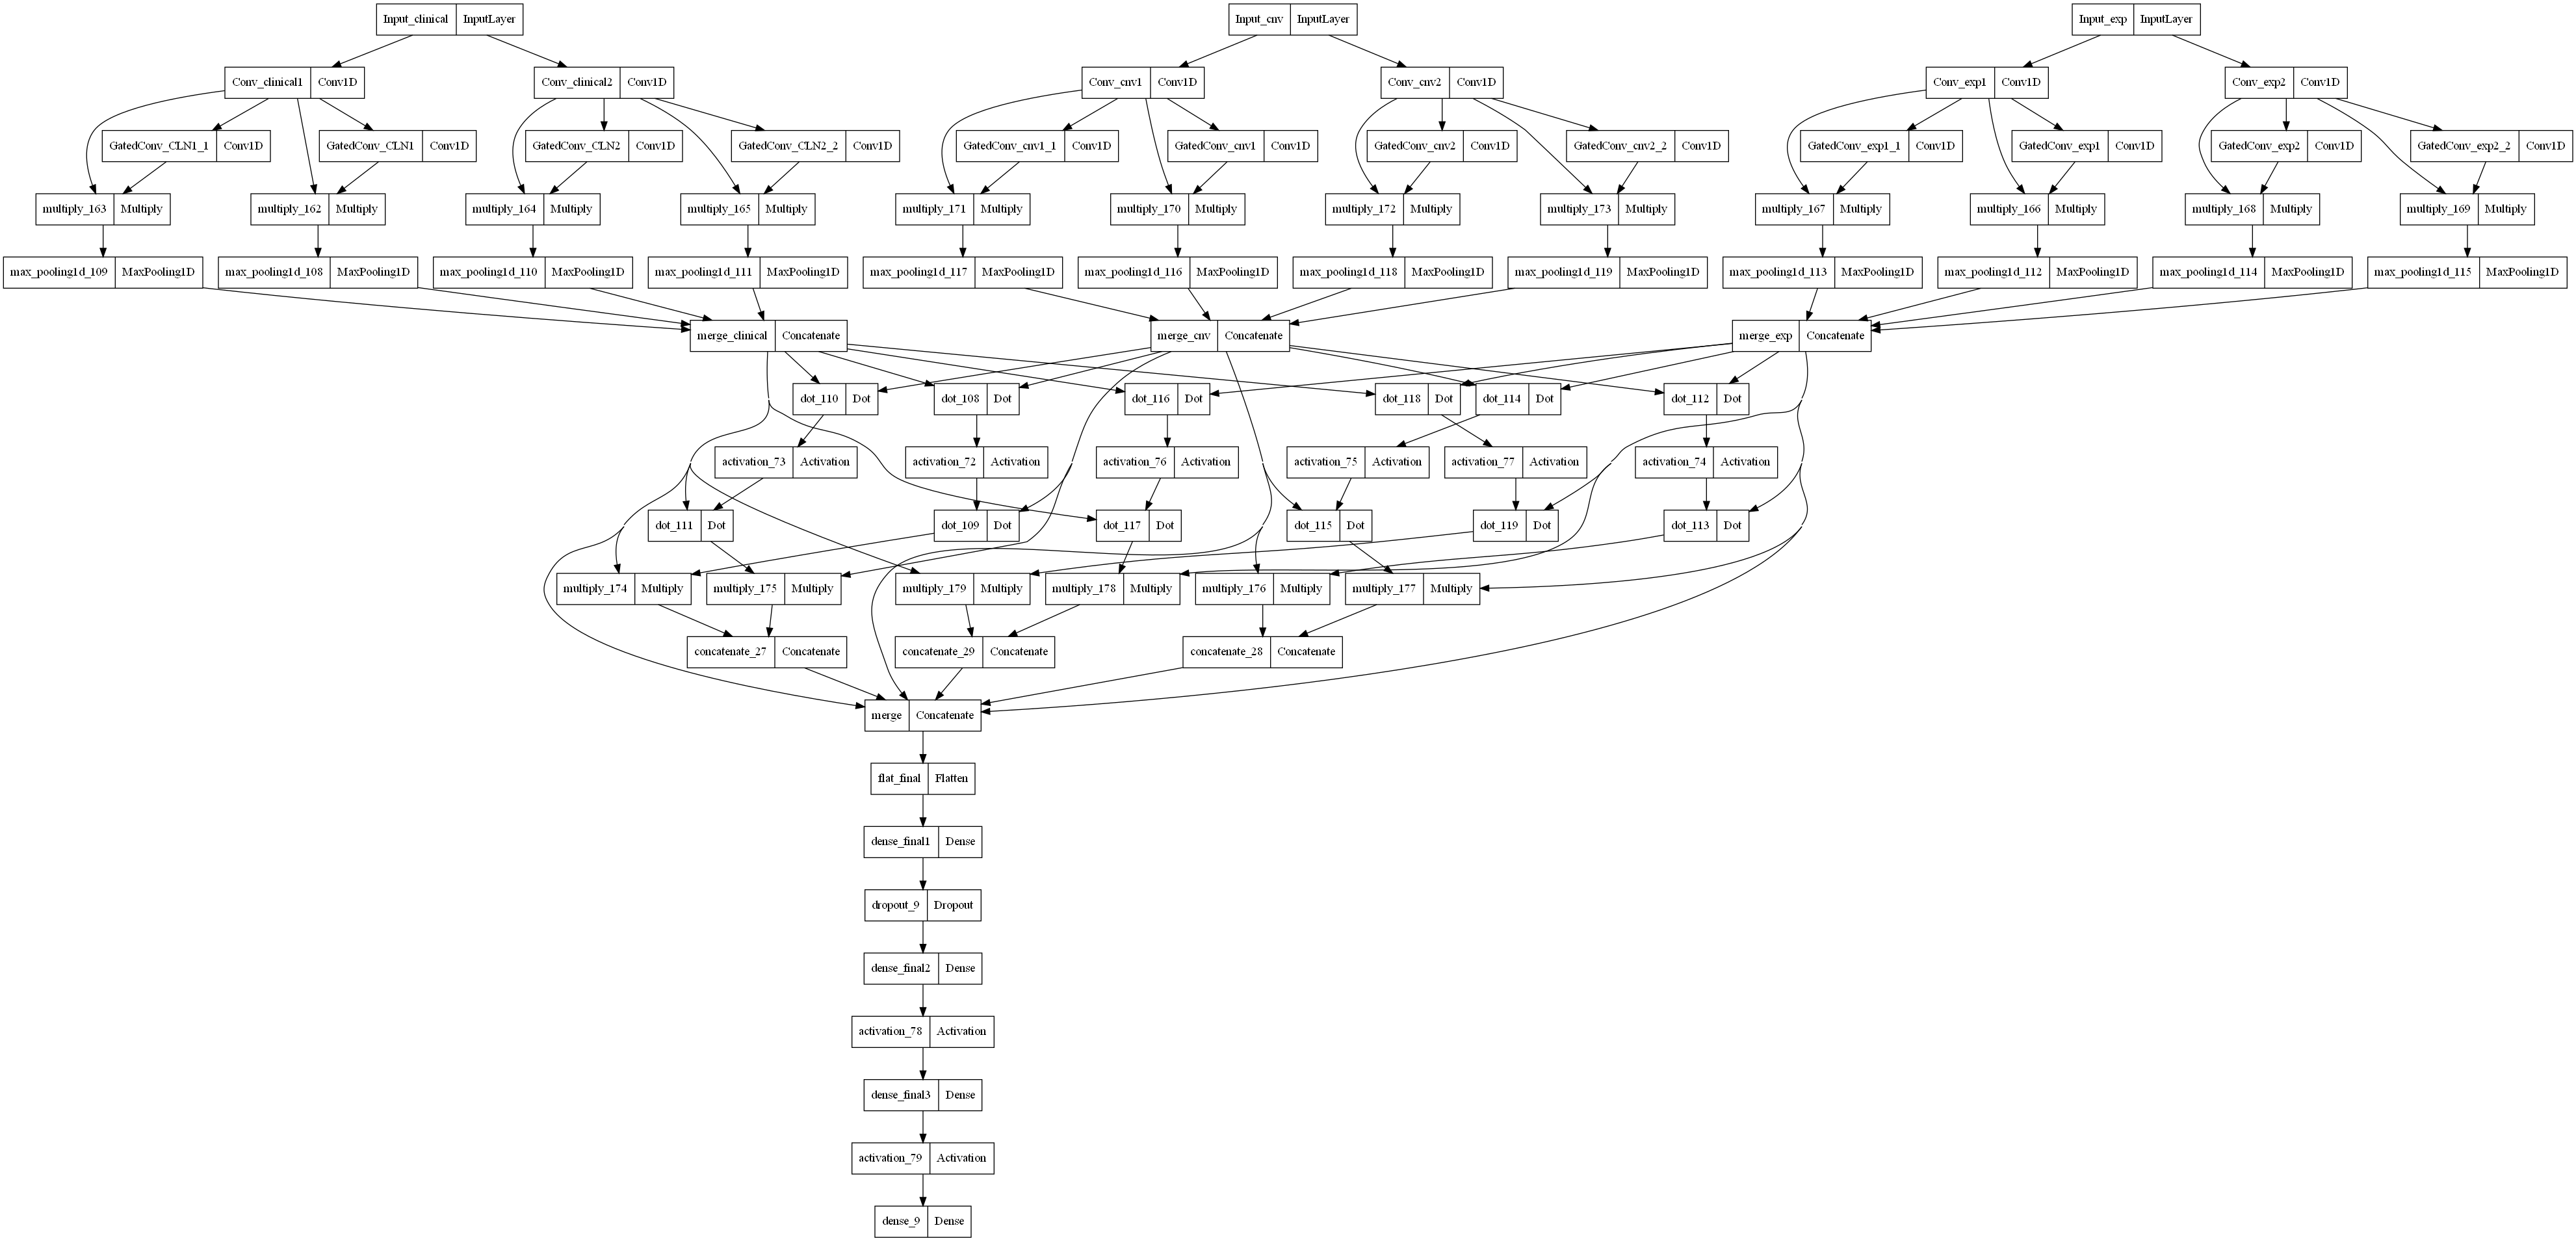 Input_clinical InputLayer
Input_cnv InputLayer
Input_exp InputLayer
Conv_clinical1 Conv1D
Conv_clinical2 Conv1D
Conv_cnv1 Conv1D
Conv_cnv2 Conv1D
Conv_exp1 Conv1D
Conv_exp2 Conv1D
GatedConv_CLN1_1 Conv1D
GatedConv_CLN1 Conv1D
GatedConv_CLN2 Conv1D
GatedConv_CLN2_2 Conv1D
GatedConv_cnv1_1 Conv1D
GatedConv_cnv1 Conv1D
GatedConv_cnv2 Conv1D
GatedConv_cnv2_2 Conv1D
GatedConv_exp1_1 Conv1D
GatedConv_exp1 Conv1D
GatedConv_exp2 Conv1D
GatedConv_exp2_2 Conv1D
multiply_163 Multiply
multiply_162 Multiply
multiply_164 Multiply
multiply_165 Multiply
multiply_171 Multiply
multiply_170 Multiply
multiply_172 Multiply
multiply_173 Multiply
multiply_167 Multiply
multiply_166 Multiply
multiply_168 Multiply
multiply_169 Multiply
max_pooling1d_109 MaxPooling1D
max_pooling1d_108 MaxPooling1D
max_pooling1d_110 MaxPooling1D
max_pooling1d_111 MaxPooling1D
max_pooling1d_117 MaxPooling1D
max_pooling1d_116 MaxPooling1D
max_pooling1d_118 MaxPooling1D
max_pooling1d_119 MaxPooling1D
max_pooling1d_113 MaxPooling1D
max_pooling1d_112 MaxPooling1D
max_pooling1d_114 MaxPooling1D
max_pooling1d_115 MaxPooling1D
merge_clinical Concatenate
merge_cnv Concatenate
merge_exp Concatenate
dot_110 Dot
dot_108 Dot
dot_116 Dot
dot_118 Dot
dot_114 Dot
dot_112 Dot
activation_73 Activation
activation_72 Activation
activation_76 Activation
activation_75 Activation
activation_77 Activation
activation_74 Activation
dot_111 Dot
dot_109 Dot
dot_117 Dot
dot_115 Dot
dot_119 Dot
dot_113 Dot
multiply_174 Multiply
multiply_175 Multiply
multiply_179 Multiply
multiply_178 Multiply
multiply_176 Multiply
multiply_177 Multiply
concatenate_27 Concatenate
concatenate_29 Concatenate
concatenate_28 Concatenate
merge Concatenate
flat_final Flatten
dense_final1 Dense
dropout_9 Dropout
dense_final2 Dense
activation_78 Activation
dense_final3 Dense
activation_79 Activation
dense_9 Dense